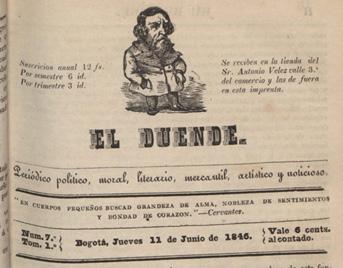 Suscricion anual 12 fs.
Por semestre 6 id.
Por trimestre 3 id.
Se reciben en la tienda del
Sr. Antonio Velez calle 3.ª
del comercio y las de fuera
en esta imprenta.
EL DUENDE.
Periódico político, moral, literario, mercantil, artístico y noticioso.
"EN CUERPOS PEQUEÑOS BUSCAD GRANDEZA DE ALMA, NOBLEZA DE SENTIMIENTOS
Y BONDAD DE CORAZON."—Cervantes.
Num. 7.º
Tom. 1.º
Bogotá, Jueves 11 de Junio de 1846.
Vale 6 cents.
al contado.